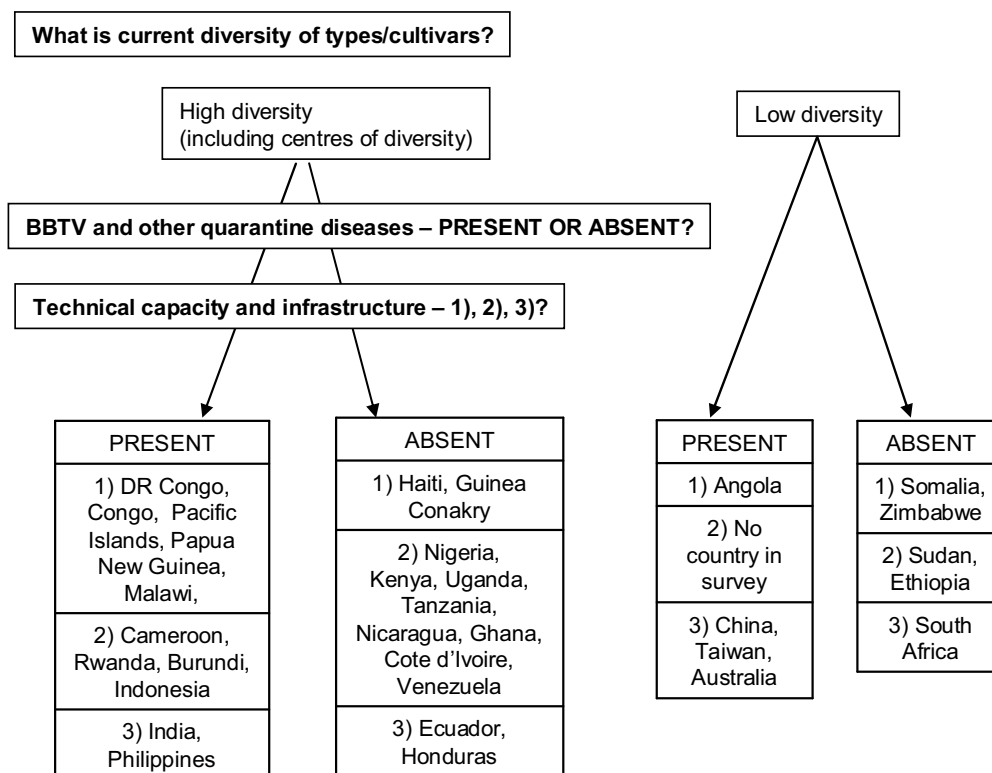 What is current diversity of types/cultivars?
High diversity
(including centres of diversity)
Low diversity
BBTV and other quarantine diseases – PRESENT OR ABSENT?
Technical capacity and infrastructure – 1), 2), 3)?
PRESENT
1) DR Congo,
Congo, Pacific
Islands, Papua
New Guinea,
Malawi,
2) Cameroon,
Rwanda, Burundi,
Indonesia
3) India,
Philippines
ABSENT
1) Haiti, Guinea
Conakry
2) Nigeria,
Kenya, Uganda,
Tanzania,
Nicaragua, Ghana,
Cote d’Ivoire,
Venezuela
3) Ecuador,
Honduras
PRESENT
1) Angola
2) No
country in
survey
3) China,
Taiwan,
Australia
ABSENT
1) Somalia,
Zimbabwe
2) Sudan,
Ethiopia
3) South
Africa